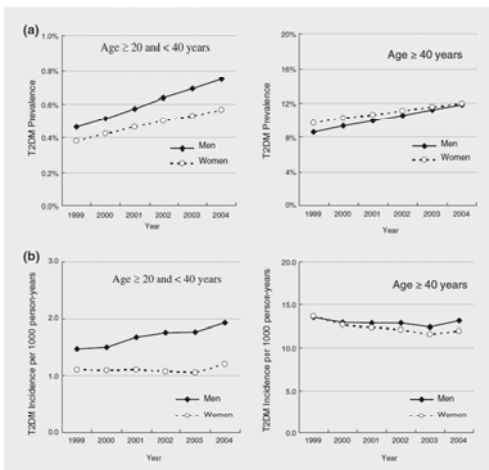 (a)
Age ≥ 20 and < 40 years
T2DM Prevalence
1.0%
0.8%
0.6%
0.4%
0.2%
0.0%
Men
Women
1999 2000 2001 2002 2003 2004
Year
Age ≥ 40 years
T2DM Prevalence
20%
16%
12%
8%
4%
0%
Men
Women
1999 2000 2001 2002 2003 2004
Year
(b)
Age ≥ 20 and < 40 years
T2DM Incidence per 1000 person-years
3.0
2.0
1.0
0.0
Men
Women
1999 2000 2001 2002 2003 2004
Year
Age ≥ 40 years
T2DM Incidence per 1000 person-years
20.0
15.0
10.0
5.0
0.0
Men
Women
1999 2000 2001 2002 2003 2004
Year